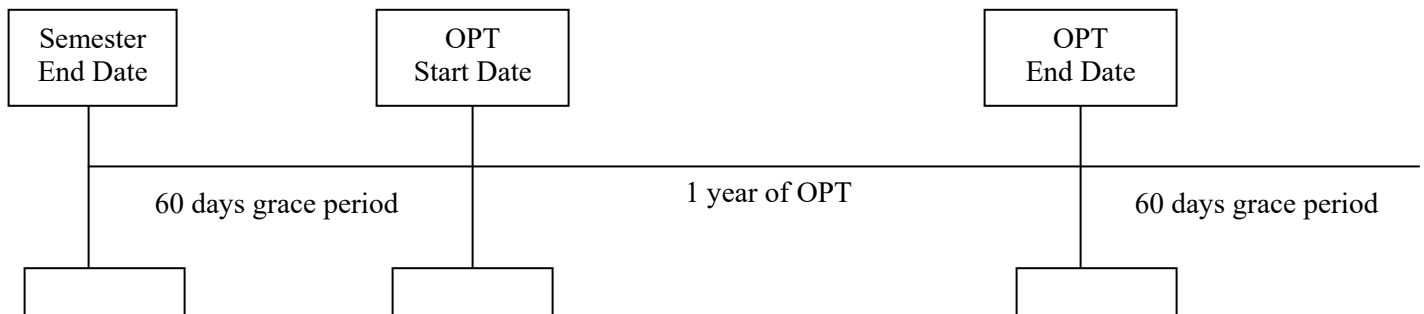 Semester
End Date
OPT
Start Date
OPT
End Date
60 days grace period
1 year of OPT
60 days grace period